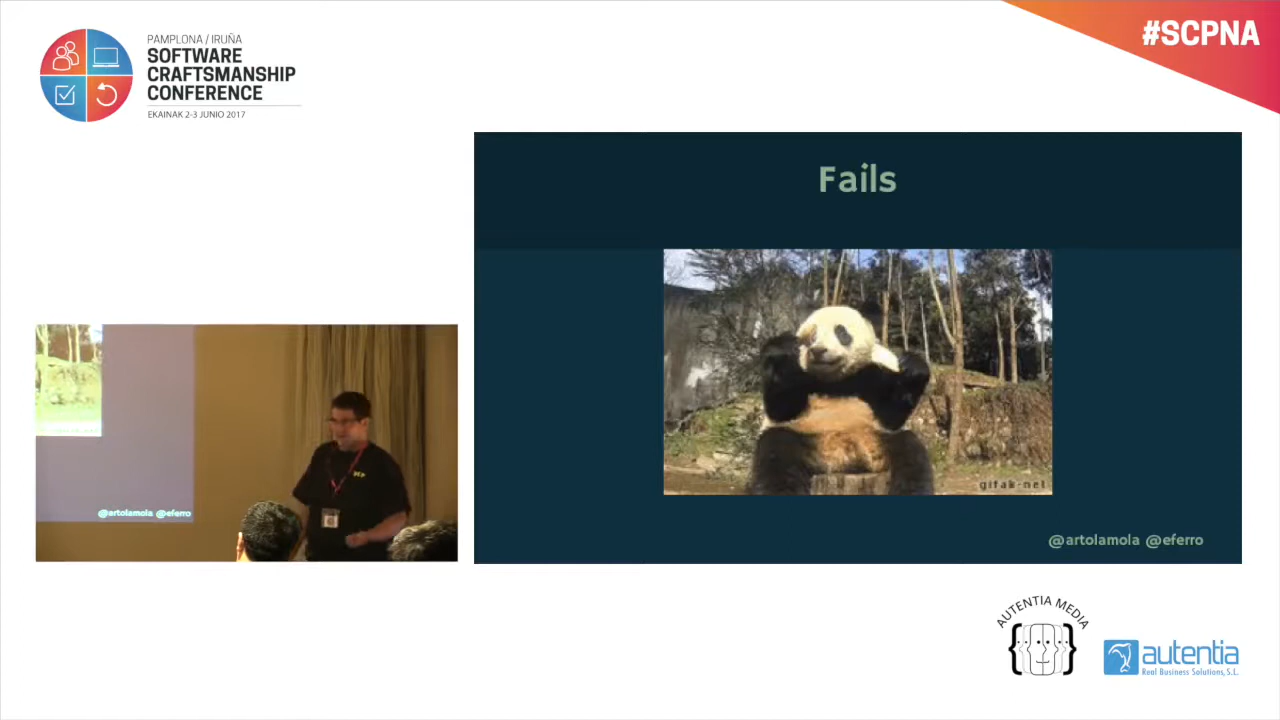 PAMPLONA / IRUÑA
SOFTWARE
CRAFTSMANSHIP
CONFERENCE
EKAINAK 2-3 JUNIO 2017
#SCPNA
Fails
gifak-net
@artolamola @eferro
@artolamola @eferro
AUTENTIA MEDIA
autentia
Real Business Solutions, S.L.